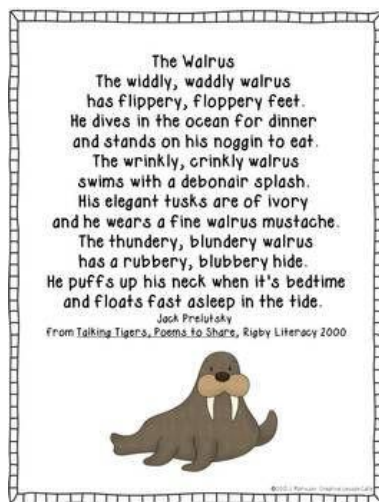 The Walrus
The widdly, waddly walrus
has flippery, floppery feet.
He dives in the ocean for dinner
and stands on his noggin to eat.
The wrinkly, crinkly walrus
swims with a debonair splash.
His elegant tusks are of ivory
and he wears a fine walrus mustache.
The thundery, blundery walrus
has a rubbery, blubbery hide.
He puffs up his neck when it's bedtime
and floats fast asleep in the tide.
Jack Prelutsky
from Talking Tigers, Poems to Share, Rigby Literacy 2000